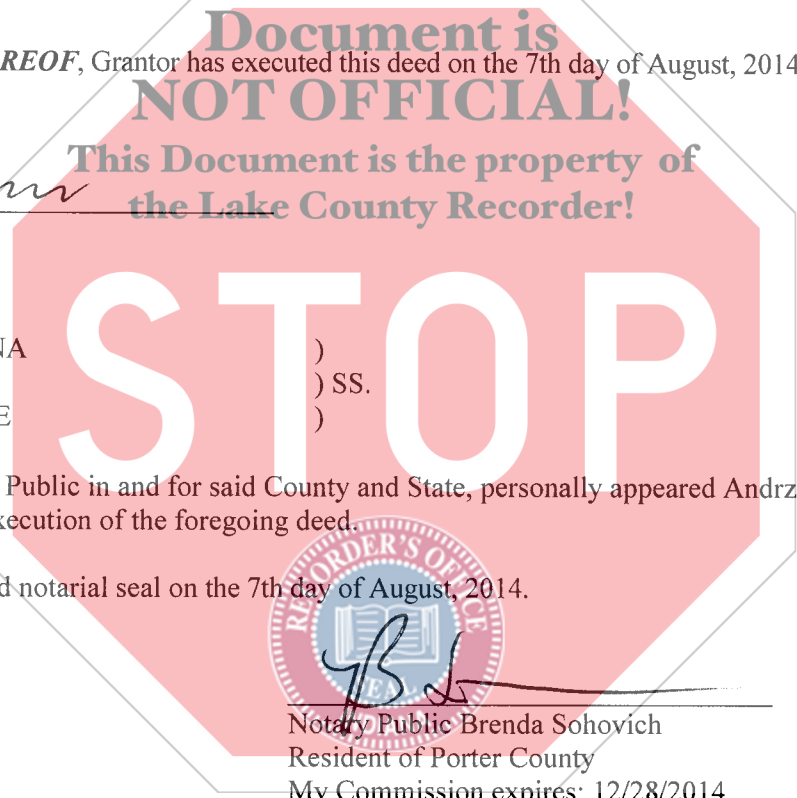 Document is
REOF, Grantor has executed this deed on the 7th day of August, 2014
NOT OFFICIAL!
This Document is the property of
the Lake County Recorder!
STOP
NA )
) SS.
E )
Public in and for said County and State, personally appeared Andrz
xecution of the foregoing deed.
RECORDER'S OFFICE
d notarial seal on the 7th day of August, 2014.
SEAL
Notary Public Brenda Sohovich
Resident of Porter County
My Commission expires: 12/28/2014